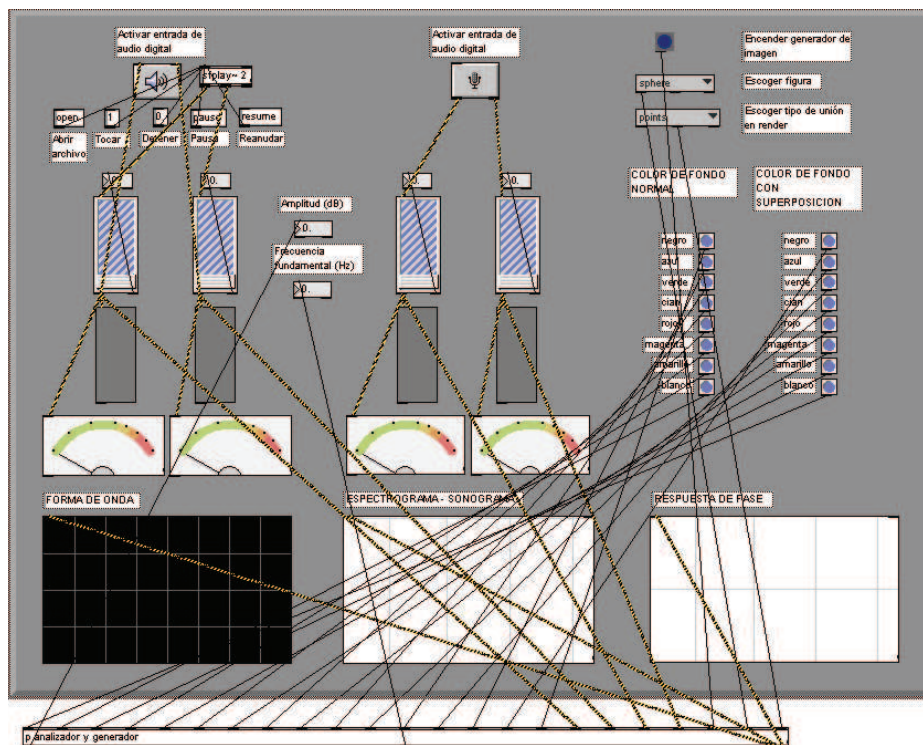 Activar entrada de
audio digital
sfplay~ 2
open
1
0
pausa
resume
Abrir
archivo
Tocar
Detener
Pausa
Reanudar
0.
0.
Amplitud (dB)
0.
Frecuencia
fundamental (Hz)
0.
Activar entrada de
audio digital
0.
0.
Encender generador de
imagen
sphere
Escoger figura
points
Escoger tipo de unión
en render
COLOR DE FONDO
NORMAL
COLOR DE FONDO
CON
SUPERPOSICION
negro
azul
verde
cián
rojo
magenta
amarillo
blanco
negro
azul
verde
cián
rojo
magenta
amarillo
blanco
FORMA DE ONDA
ESPECTROGRAMA - SONOGRAMA
RESPUESTA DE FASE
p analizador y generador